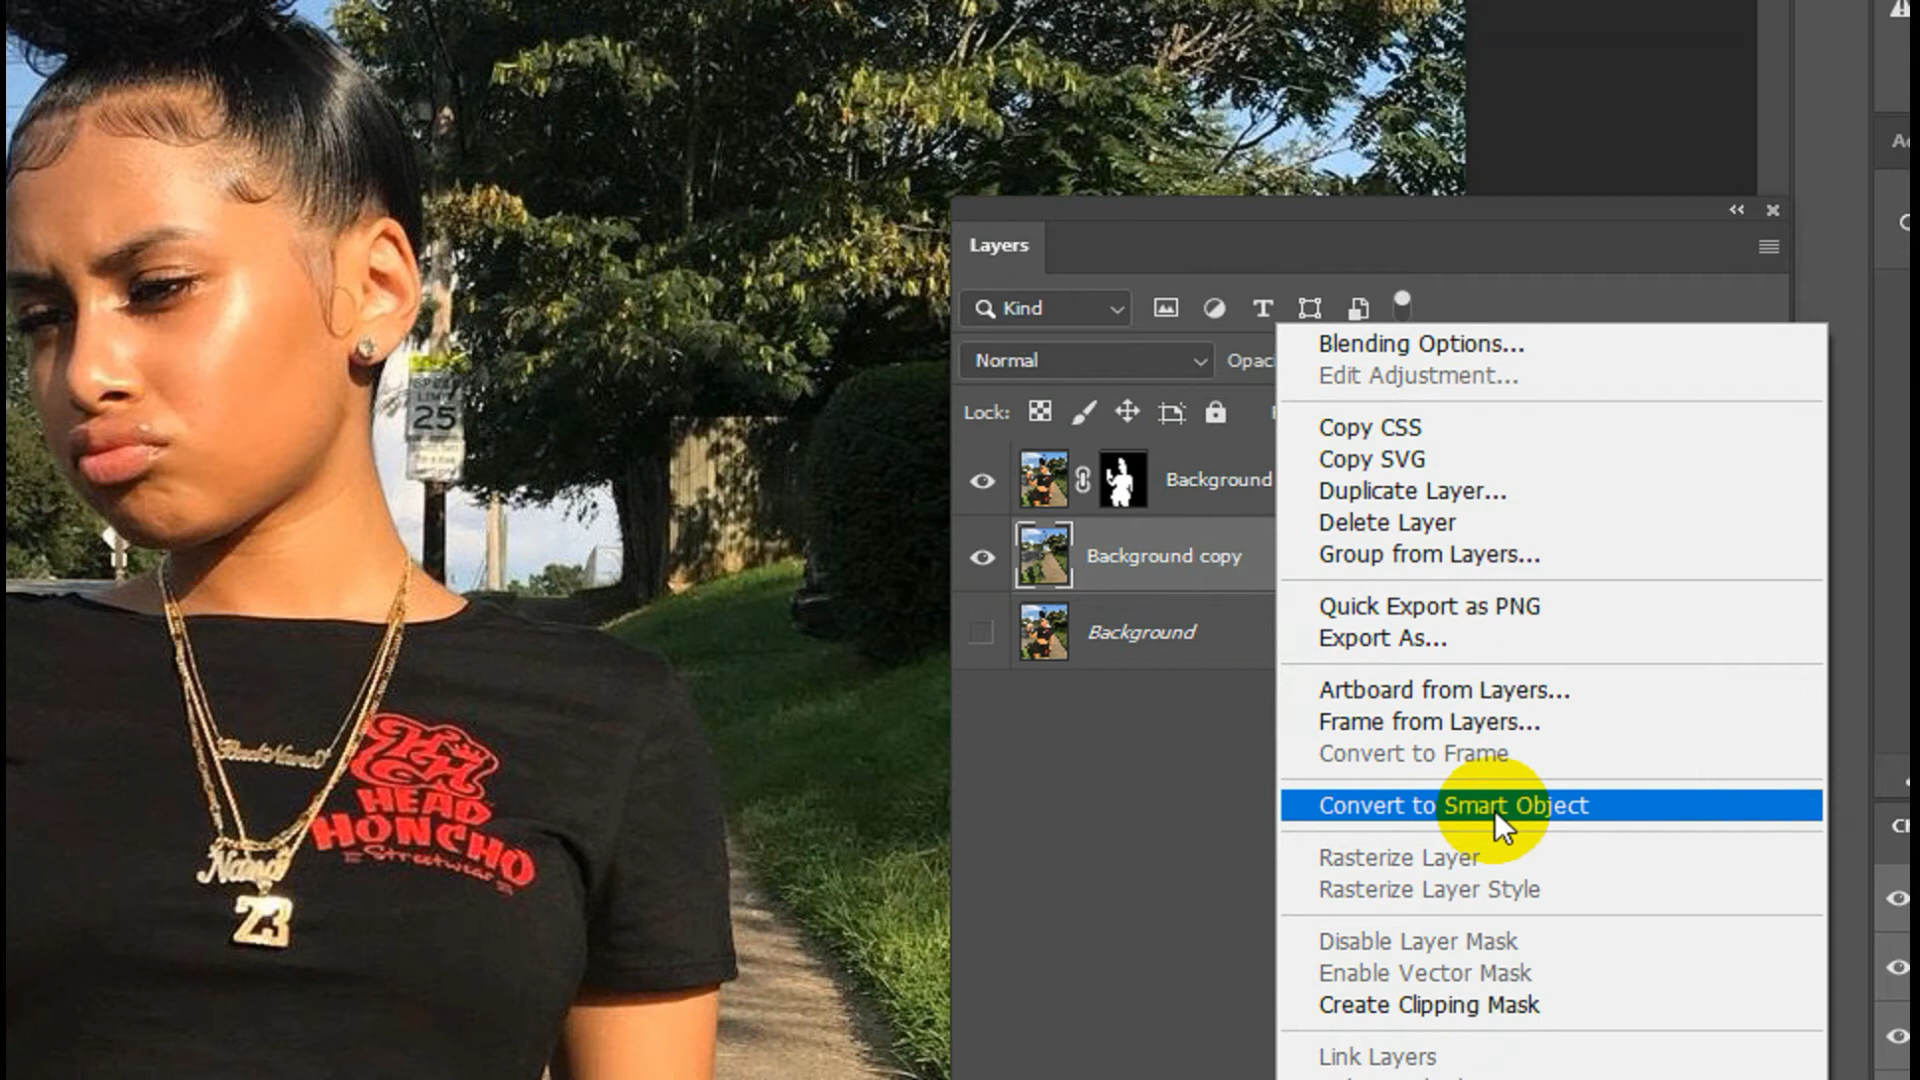 Layers
Kind
Normal
Opac
Lock:
Background
Background copy
Background
Blending Options...
Edit Adjustment...
Copy CSS
Copy SVG
Duplicate Layer...
Delete Layer
Group from Layers...
Quick Export as PNG
Export As...
Artboard from Layers...
Frame from Layers...
Convert to Frame
Convert to Smart Object
Rasterize Layer
Rasterize Layer Style
Disable Layer Mask
Enable Vector Mask
Create Clipping Mask
Link Layers
SPEED
LIMIT
25
HEAD
HONCHO
Streetwear
23